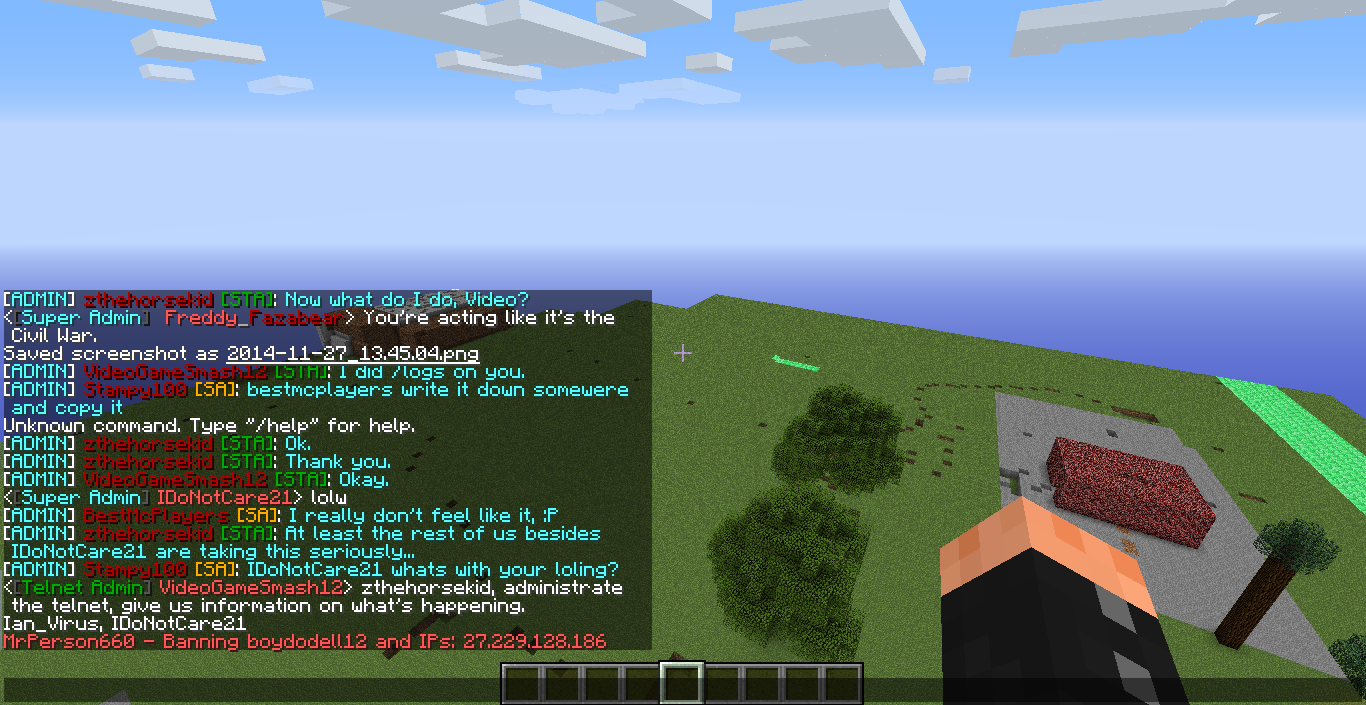 [ADMIN] zthehorsekid [STA]: Now what do I do, Video?
<[Super Admin] Freddy_Fazabear> You're acting like it's the
Civil War.
Saved screenshot as 2014-11-27_13.45.04.png
[ADMIN] VideoGameSmash12 [STA]: I did /logs on you.
[ADMIN] Stampy100 [SA]: bestmcplayers write it down somewere
and copy it
Unknown command. Type "/help" for help.
[ADMIN] zthehorsekid [STA]: Ok.
[ADMIN] zthehorsekid [STA]: Thank you.
[ADMIN] VideoGameSmash12 [STA]: Okay.
<[Super Admin] IDoNotCare21> lolw
[ADMIN] BestMcPlayers [SA]: I really don't feel like it, :P
[ADMIN] zthehorsekid [STA]: At least the rest of us besides
IDoNotCare21 are taking this seriously...
[ADMIN] Stampy100 [SA]: IDoNotCare21 whats with your loling?
<[Telnet Admin] VideoGameSmash12> zthehorsekid, administrate
the telnet, give us information on what's happening.
Ian_Virus, IDoNotCare21
MrPerson660 - Banning boydodell12 and IPs: 27.229.128.186